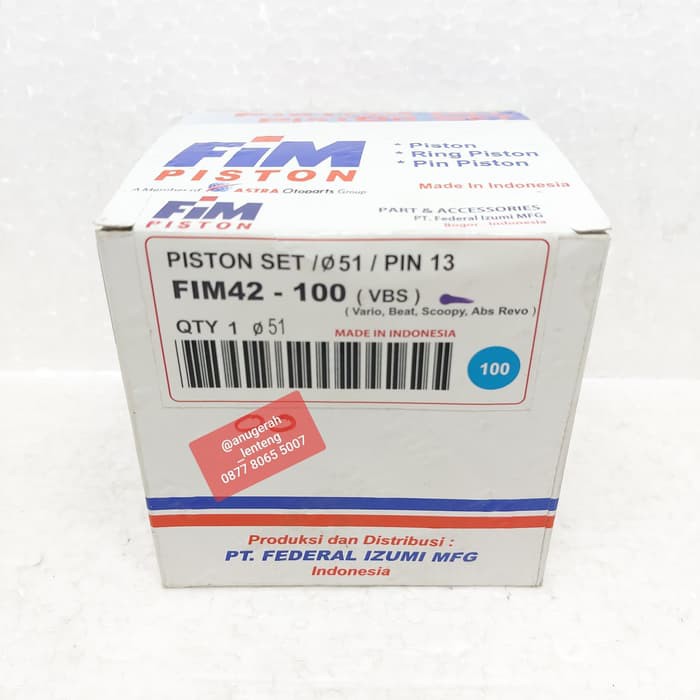 FIM
PISTON
A Member of ASTRA Otoparts Group
* Piston
* Ring Piston
* Pin Piston
Made In Indonesia
FIM
PISTON
PART & ACCESSORIES
PT. Federal Izumi MFG
Bogor - Indonesia
PISTON SET / Ø 51 / PIN 13
FIM42 - 100 ( VBS )
( Vario, Beat, Scoopy, Abs Revo )
QTY 1 Ø 51
MADE IN INDONESIA
100
@anugerah
_lenteng
0877 8065 5007
Produksi dan Distribusi :
PT. FEDERAL IZUMI MFG
Indonesia